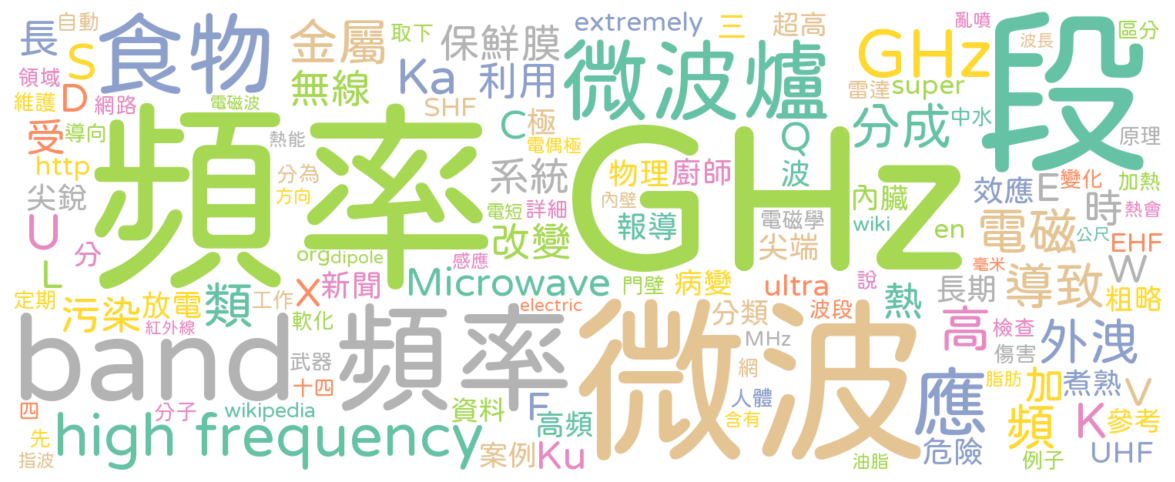 自動
長
S
食物
金屬
取下
保鮮膜
extremely
三
超高
GHz
亂噴
波長
區分
段
領域
維護
D
網路
電磁波
無線
Ka
利用
SHF
微波爐
雷達
super
分成
中水
原理
受
導向
http
熱能
頻率 GHz
C
極
電偶極
Q
波
尖銳
分為
方向
系統
物理
廚師
內臟
效應
E
變化
加熱
時
熱會
U
分
電短
詳細
改變
內壁
報導
電磁學
尖端
wiki
en
電磁
公尺
EHF
L
org
dipole
感應
Microwave
門壁
病變
ultra
說
熱
長期
毫米
導致
W
粗略
定期
污染
放電
類
工作
X
新聞
electric
分類
波段
紅外線
軟化
MHz
高
檢查
傷害
外洩
band
頻率
微波
武器
十四
網
人體
含有
應
脂肪
加
煮熟
V
四
分子
wikipedia
資料
F
高頻
頻
K
參考
先
指波
high frequency
案例
Ku
油脂
危險
例子
UHF